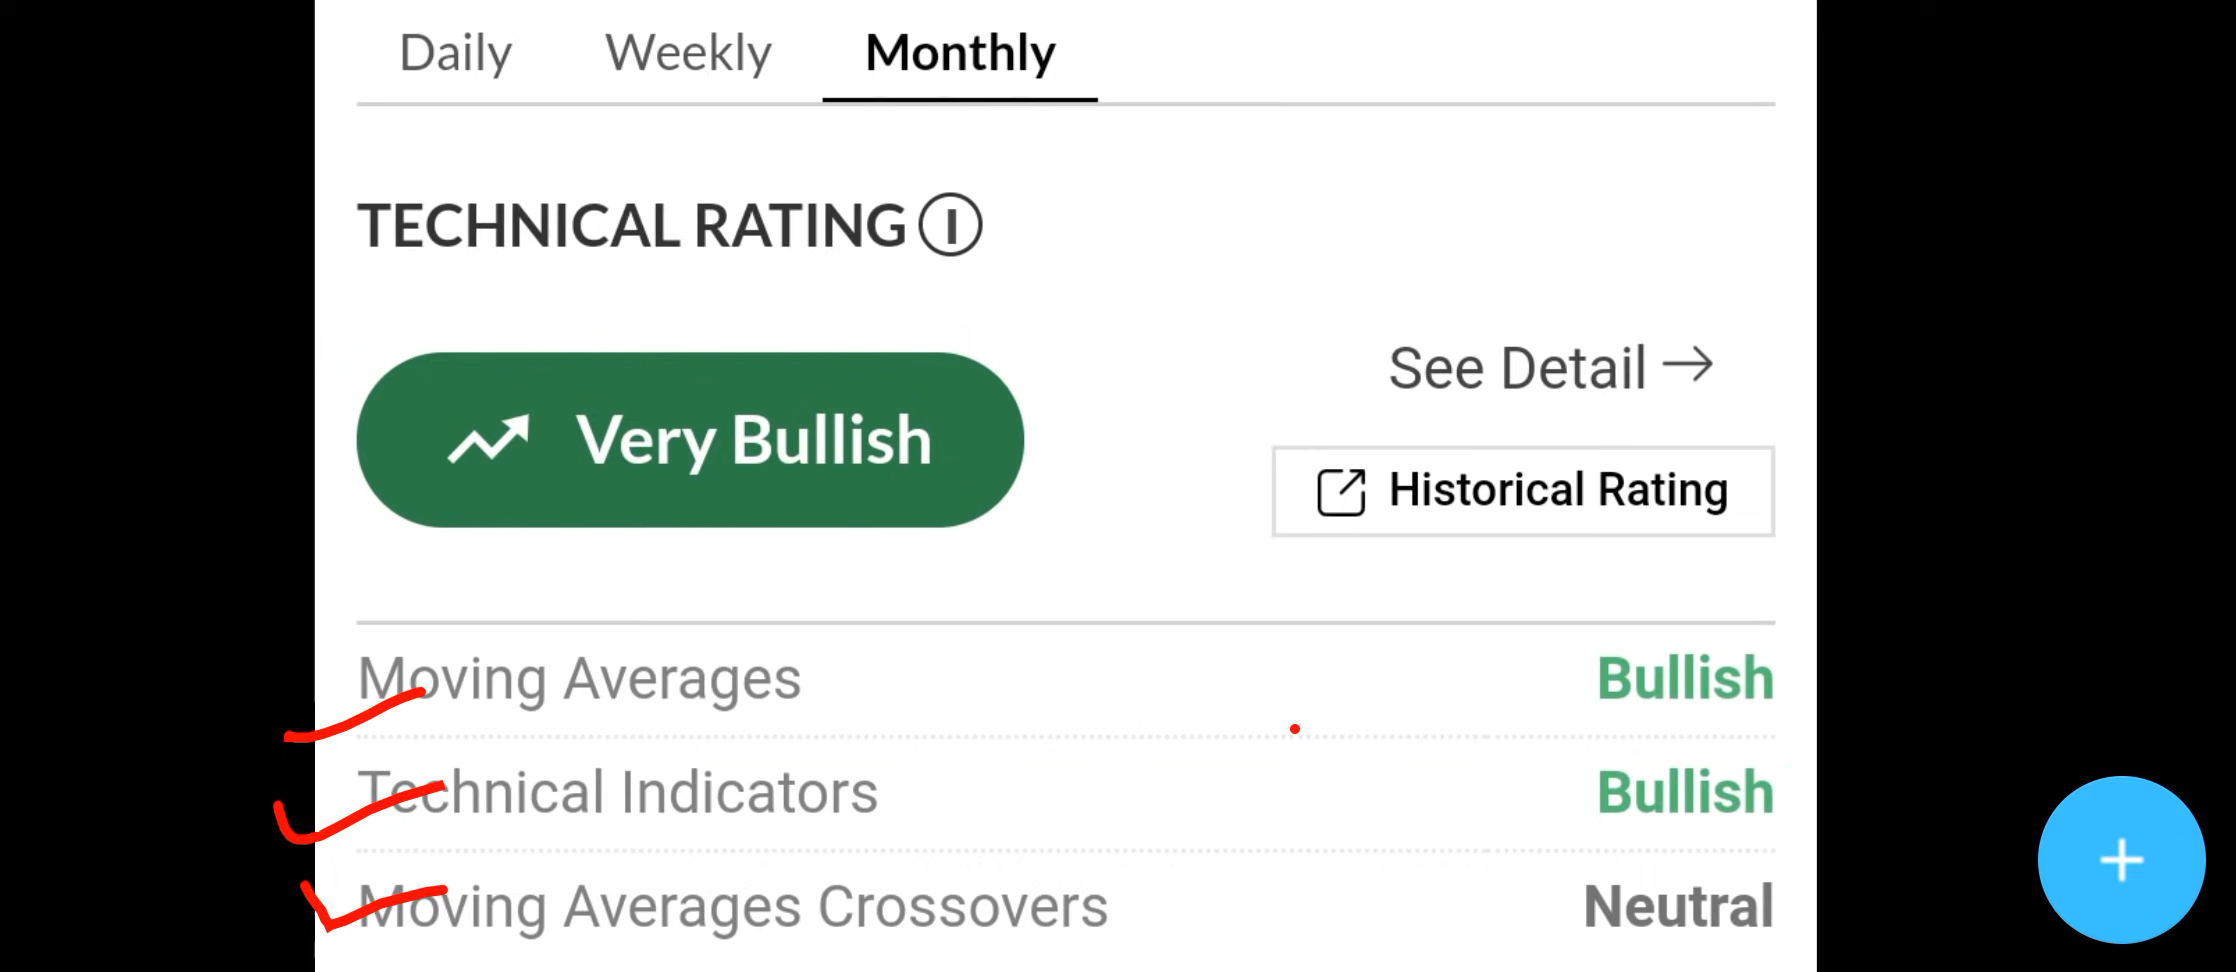 Daily Weekly Monthly
TECHNICAL RATING
Very Bullish
See Detail →
Historical Rating
Moving Averages Bullish
Technical Indicators Bullish
Moving Averages Crossovers Neutral